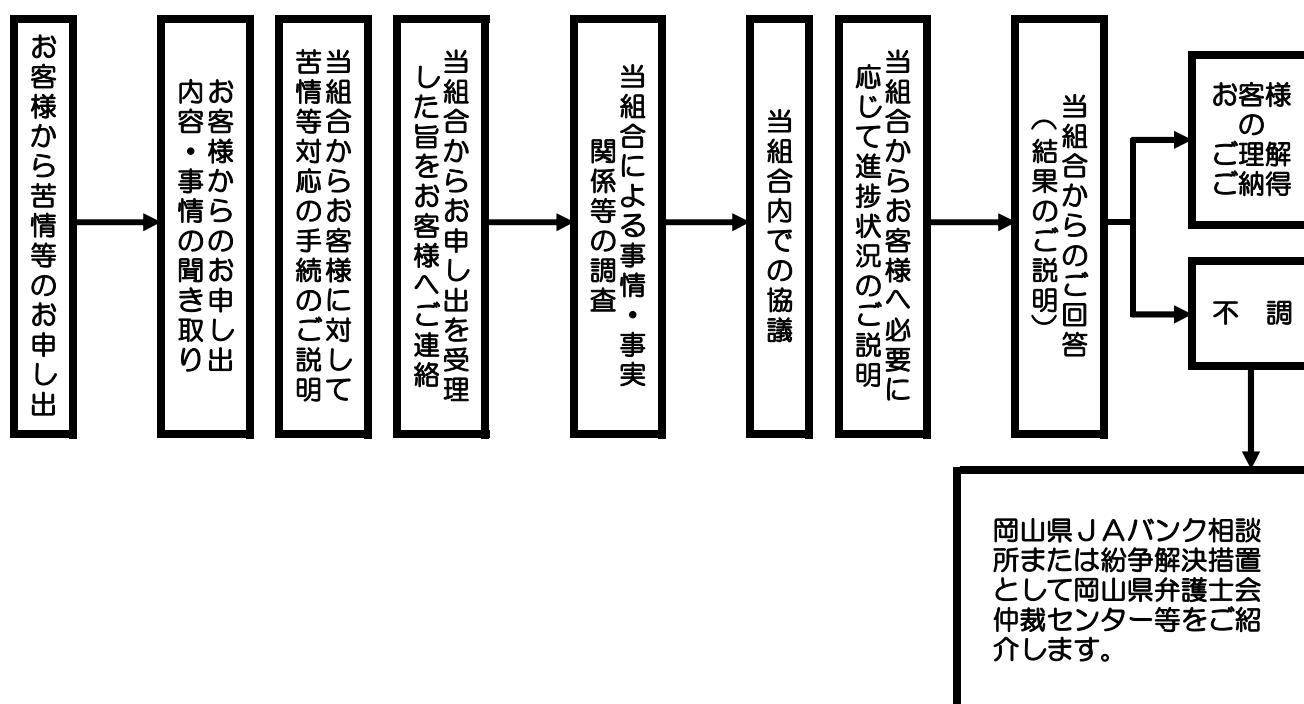 お客様から苦情等のお申し出
お客様からのお申し出
内容・事情の聞き取り
当組合からお客様に対して
苦情等対応の手続のご説明
当組合からお申し出を受理
した旨をお客様へご連絡
当組合による事情・事実
関係等の調査
当組合内での協議
当組合からお客様へ必要に
応じて進捗状況のご説明
当組合からのご回答
（結果のご説明）
お客様
の
ご理解
ご納得
不　調
岡山県ＪＡバンク相談
所または紛争解決措置
として岡山県弁護士会
仲裁センター等をご紹
介します。